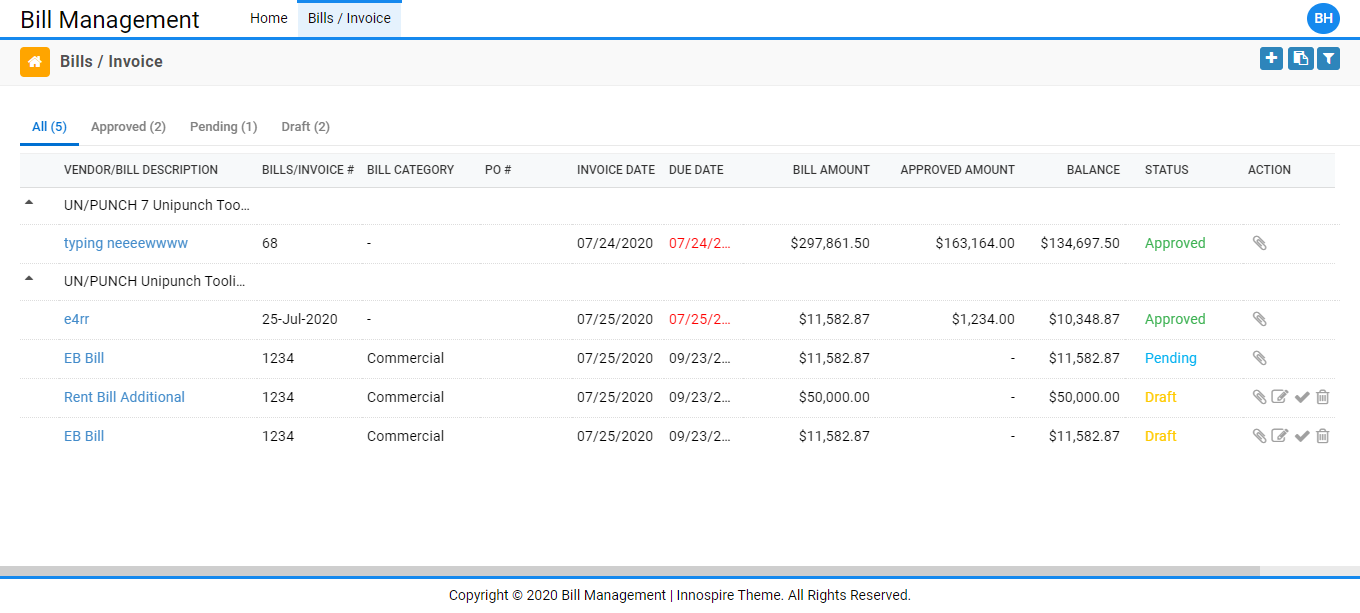 Bill Management Home Bills / Invoice BH
Bills / Invoice
All (5) Approved (2) Pending (1) Draft (2)
VENDOR/BILL DESCRIPTION BILLS/INVOICE # BILL CATEGORY PO # INVOICE DATE DUE DATE BILL AMOUNT APPROVED AMOUNT BALANCE STATUS ACTION
UN/PUNCH 7 Unipunch Too...
typing neeeewwww 68 - 07/24/2020 07/24/2... $297,861.50 $163,164.00 $134,697.50 Approved
UN/PUNCH Unipunch Tooli...
e4rr 25-Jul-2020 - 07/25/2020 07/25/2... $11,582.87 $1,234.00 $10,348.87 Approved
EB Bill 1234 Commercial 07/25/2020 09/23/2... $11,582.87 - $11,582.87 Pending
Rent Bill Additional 1234 Commercial 07/25/2020 09/23/2... $50,000.00 - $50,000.00 Draft
EB Bill 1234 Commercial 07/25/2020 09/23/2... $11,582.87 - $11,582.87 Draft
Copyright © 2020 Bill Management | Innospire Theme. All Rights Reserved.